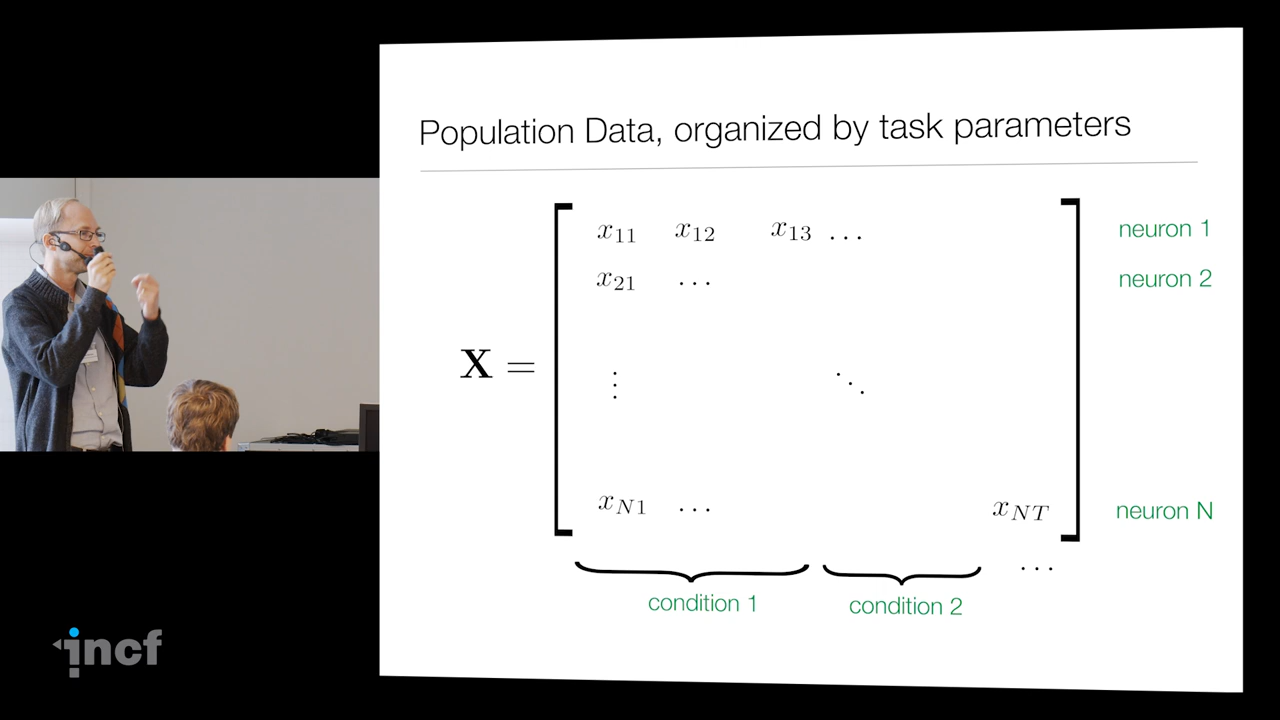 Population Data, organized by task parameters
x11 x12 x13 ... neuron 1
x21 ... neuron 2
X =
⋮ ⋱
xN1 ... xNT neuron N
...
condition 1 condition 2
incf